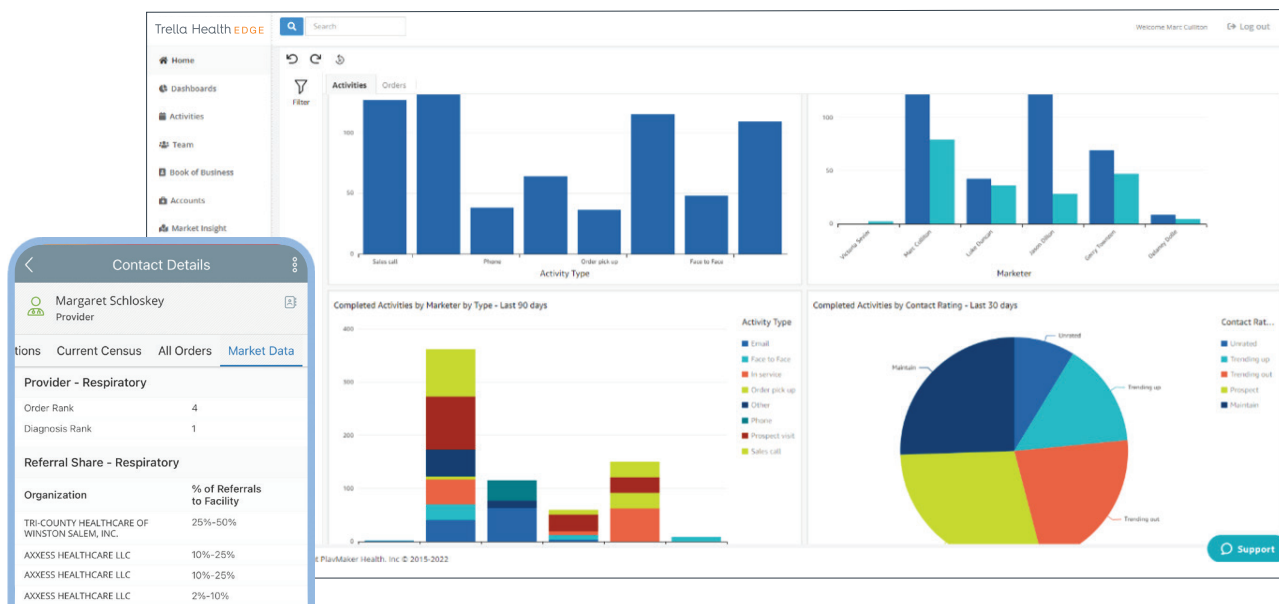 Trella Health EDGE
Search
Welcome Marc Culliton
Log out
Home
Dashboards
Activities
Team
Book of Business
Accounts
Market Insight
Filter
Activities Orders
100
50
0
Sales call Phone Order pick up Face to Face
Activity Type
100
50
0
Victoria Senior Marc Culliton Luke Duncan Jason Dillon Gerry Townton Delaney Dolbe
Marketer
Completed Activities by Marketer by Type - Last 90 days
400
300
200
100
0
Activity Type
Email
Face to Face
In service
Order pick up
Other
Phone
Prospect visit
Sales call
Completed Activities by Contact Rating - Last 30 days
Unrated
Maintain
Trending up
Trending out
Contact Rat...
Unrated
Trending up
Trending out
Prospect
Maintain
PlayMaker Health. Inc © 2015-2022
Support
Contact Details
Margaret Schloskey
Provider
tions Current Census All Orders Market Data
Provider - Respiratory
Order Rank 4
Diagnosis Rank 1
Referral Share - Respiratory
Organization % of Referrals
to Facility
TRI-COUNTY HEALTHCARE OF 25%-50%
WINSTON SALEM, INC.
AXXESS HEALTHCARE LLC 10%-25%
AXXESS HEALTHCARE LLC 10%-25%
AXXESS HEALTHCARE LLC 2%-10%